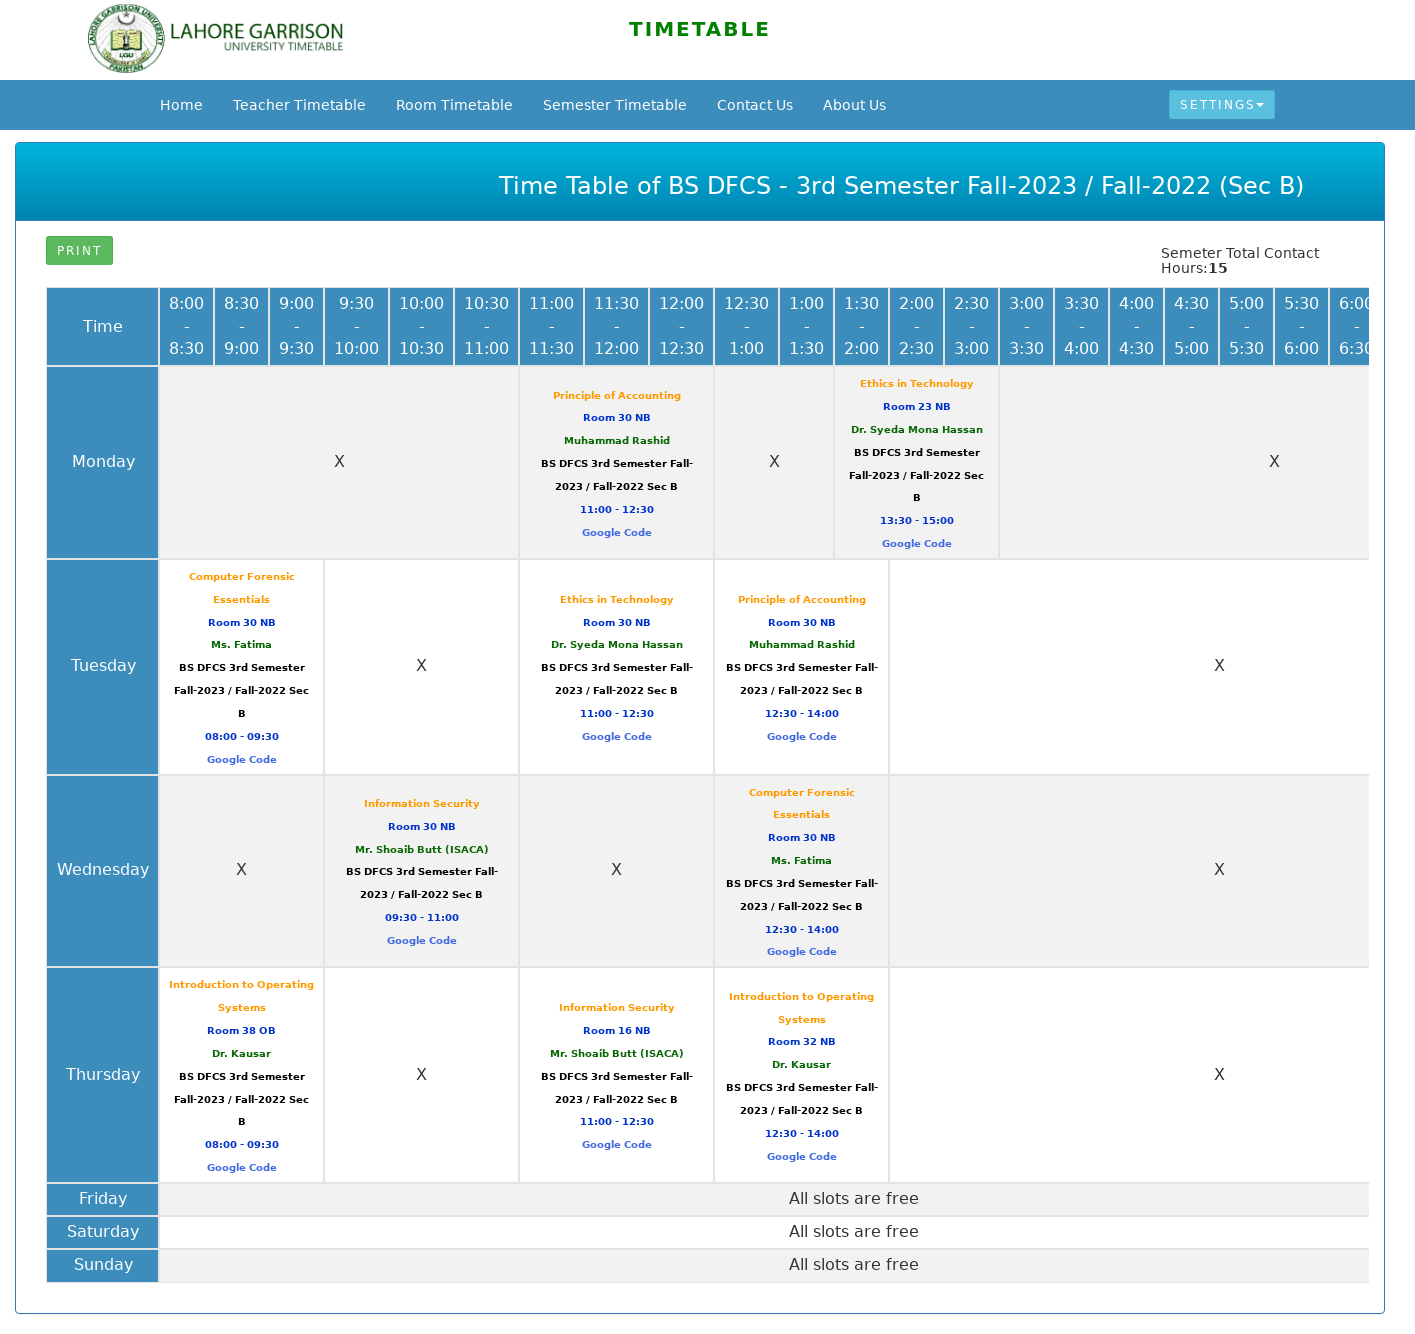 LAHORE GARRISON
UNIVERSITY TIMETABLE
TIMETABLE
Home
Teacher Timetable
Room Timetable
Semester Timetable
Contact Us
About Us
SETTINGS
Time Table of BS DFCS - 3rd Semester Fall-2023 / Fall-2022 (Sec B)
PRINT
Semeter Total Contact
Hours:15
Time
8:00 - 8:30
8:30 - 9:00
9:00 - 9:30
9:30 - 10:00
10:00 - 10:30
10:30 - 11:00
11:00 - 11:30
11:30 - 12:00
12:00 - 12:30
12:30 - 1:00
1:00 - 1:30
1:30 - 2:00
2:00 - 2:30
2:30 - 3:00
3:00 - 3:30
3:30 - 4:00
4:00 - 4:30
4:30 - 5:00
5:00 - 5:30
5:30 - 6:00
6:00 - 6:30
Monday
X
Principle of Accounting
Room 30 NB
Muhammad Rashid
BS DFCS 3rd Semester Fall-
2023 / Fall-2022 Sec B
11:00 - 12:30
Google Code
X
Ethics in Technology
Room 23 NB
Dr. Syeda Mona Hassan
BS DFCS 3rd Semester
Fall-2023 / Fall-2022 Sec
B
13:30 - 15:00
Google Code
X
Tuesday
Computer Forensic
Essentials
Room 30 NB
Ms. Fatima
BS DFCS 3rd Semester
Fall-2023 / Fall-2022 Sec
B
08:00 - 09:30
Google Code
X
Ethics in Technology
Room 30 NB
Dr. Syeda Mona Hassan
BS DFCS 3rd Semester Fall-
2023 / Fall-2022 Sec B
11:00 - 12:30
Google Code
Principle of Accounting
Room 30 NB
Muhammad Rashid
BS DFCS 3rd Semester Fall-
2023 / Fall-2022 Sec B
12:30 - 14:00
Google Code
X
Wednesday
X
Information Security
Room 30 NB
Mr. Shoaib Butt (ISACA)
BS DFCS 3rd Semester Fall-
2023 / Fall-2022 Sec B
09:30 - 11:00
Google Code
X
Computer Forensic
Essentials
Room 30 NB
Ms. Fatima
BS DFCS 3rd Semester Fall-
2023 / Fall-2022 Sec B
12:30 - 14:00
Google Code
X
Thursday
Introduction to Operating
Systems
Room 38 OB
Dr. Kausar
BS DFCS 3rd Semester
Fall-2023 / Fall-2022 Sec
B
08:00 - 09:30
Google Code
X
Information Security
Room 16 NB
Mr. Shoaib Butt (ISACA)
BS DFCS 3rd Semester Fall-
2023 / Fall-2022 Sec B
11:00 - 12:30
Google Code
Introduction to Operating
Systems
Room 32 NB
Dr. Kausar
BS DFCS 3rd Semester Fall-
2023 / Fall-2022 Sec B
12:30 - 14:00
Google Code
X
Friday
All slots are free
Saturday
All slots are free
Sunday
All slots are free